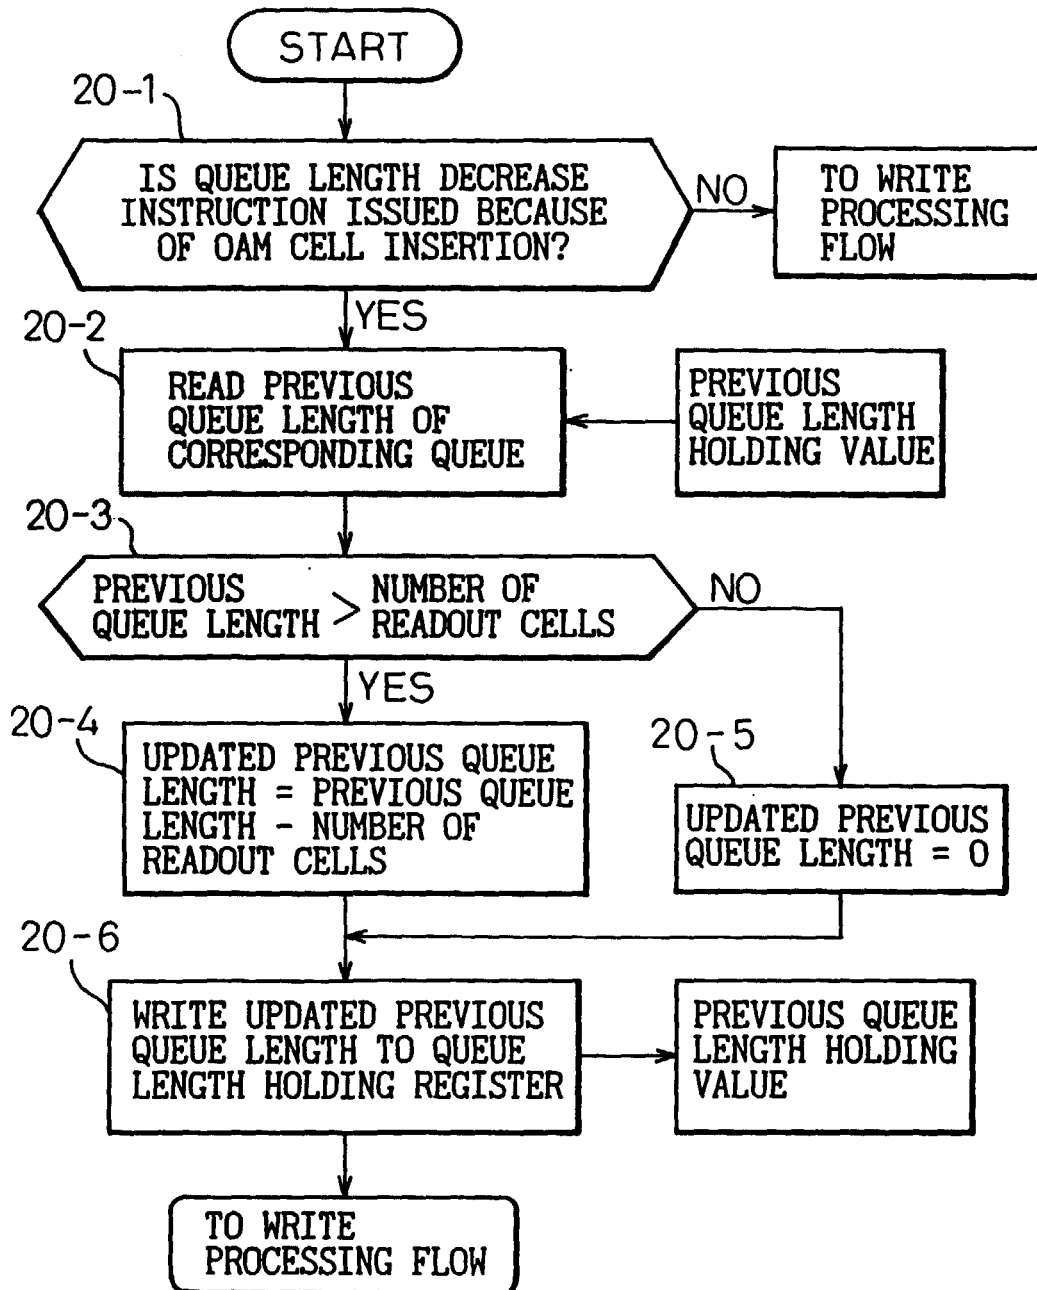 START
20-1
IS QUEUE LENGTH DECREASE
INSTRUCTION ISSUED BECAUSE
OF OAM CELL INSERTION?
NO
TO WRITE
PROCESSING
FLOW
YES
20-2
READ PREVIOUS
QUEUE LENGTH OF
CORRESPONDING QUEUE
PREVIOUS
QUEUE LENGTH
HOLDING VALUE
20-3
PREVIOUS
QUEUE LENGTH
>
NUMBER OF
READOUT CELLS
NO
YES
20-4
UPDATED PREVIOUS QUEUE
LENGTH = PREVIOUS QUEUE
LENGTH - NUMBER OF
READOUT CELLS
20-5
UPDATED PREVIOUS
QUEUE LENGTH = 0
20-6
WRITE UPDATED PREVIOUS
QUEUE LENGTH TO QUEUE
LENGTH HOLDING REGISTER
PREVIOUS QUEUE
LENGTH HOLDING
VALUE
TO WRITE
PROCESSING FLOW